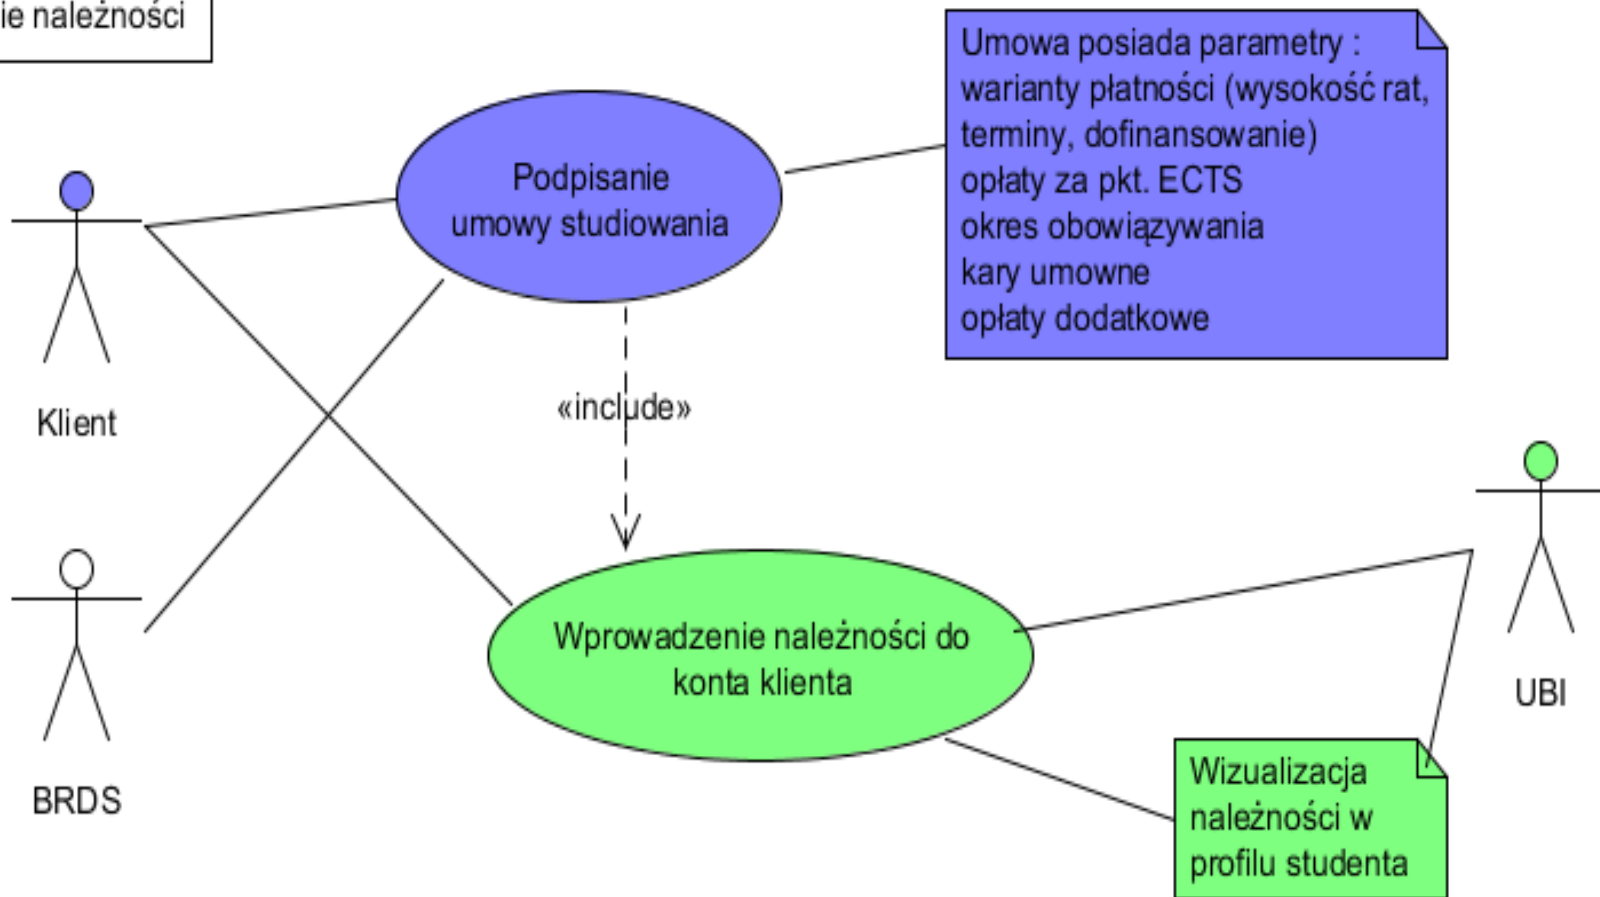 ie należności
Umowa posiada parametry :
warianty płatności (wysokość rat,
terminy, dofinansowanie)
opłaty za pkt. ECTS
okres obowiązywania
kary umowne
opłaty dodatkowe
Podpisanie
umowy studiowania
Klient
«include»
BRDS
Wprowadzenie należności do
konta klienta
UBI
Wizualizacja
należności w
profilu studenta